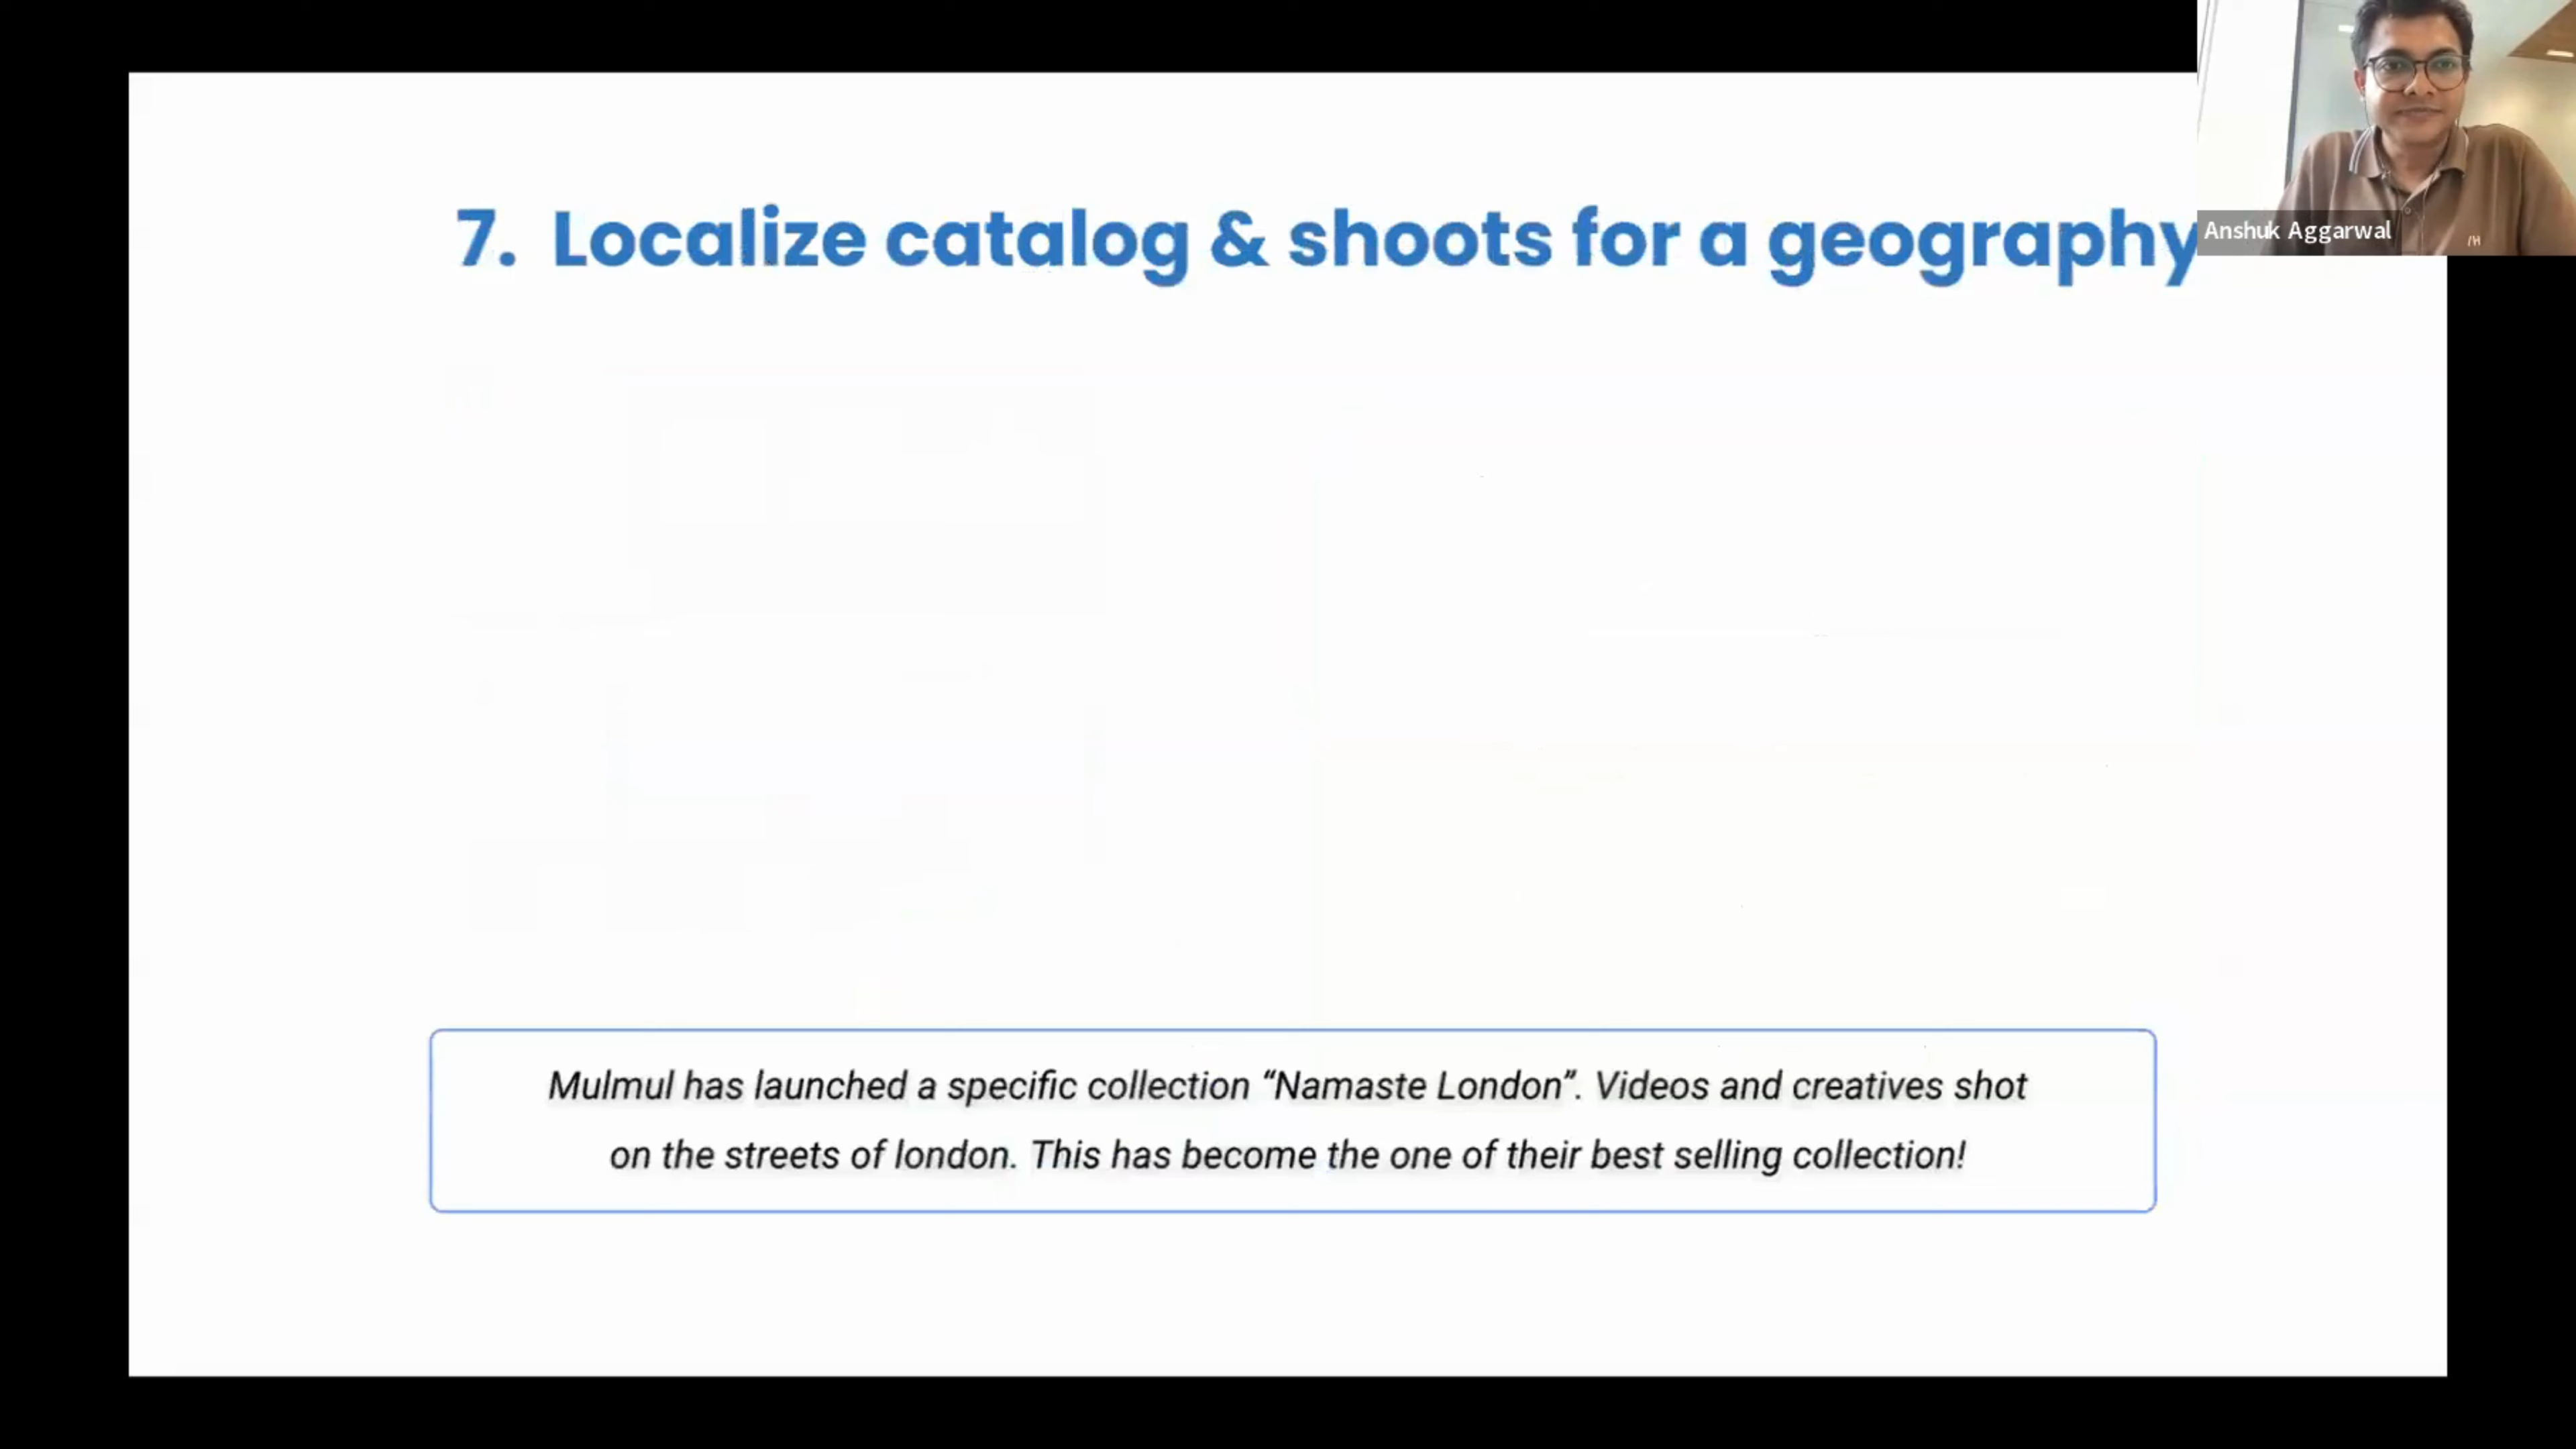 7. Localize catalog & shoots for a geography
Anshuk Aggarwal
Mulmul has launched a specific collection “Namaste London”. Videos and creatives shot
on the streets of london. This has become the one of their best selling collection!